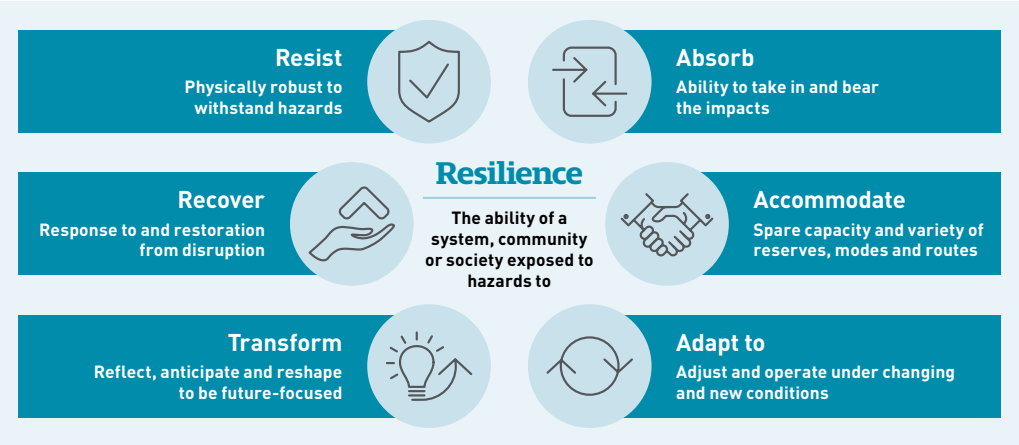 Resist
Physically robust to
withstand hazards
Absorb
Ability to take in and bear
the impacts
Resilience
The ability of a
system, community
or society exposed to
hazards to
Recover
Response to and restoration
from disruption
Accommodate
Spare capacity and variety of
reserves, modes and routes
Transform
Reflect, anticipate and reshape
to be future-focused
Adapt to
Adjust and operate under changing
and new conditions